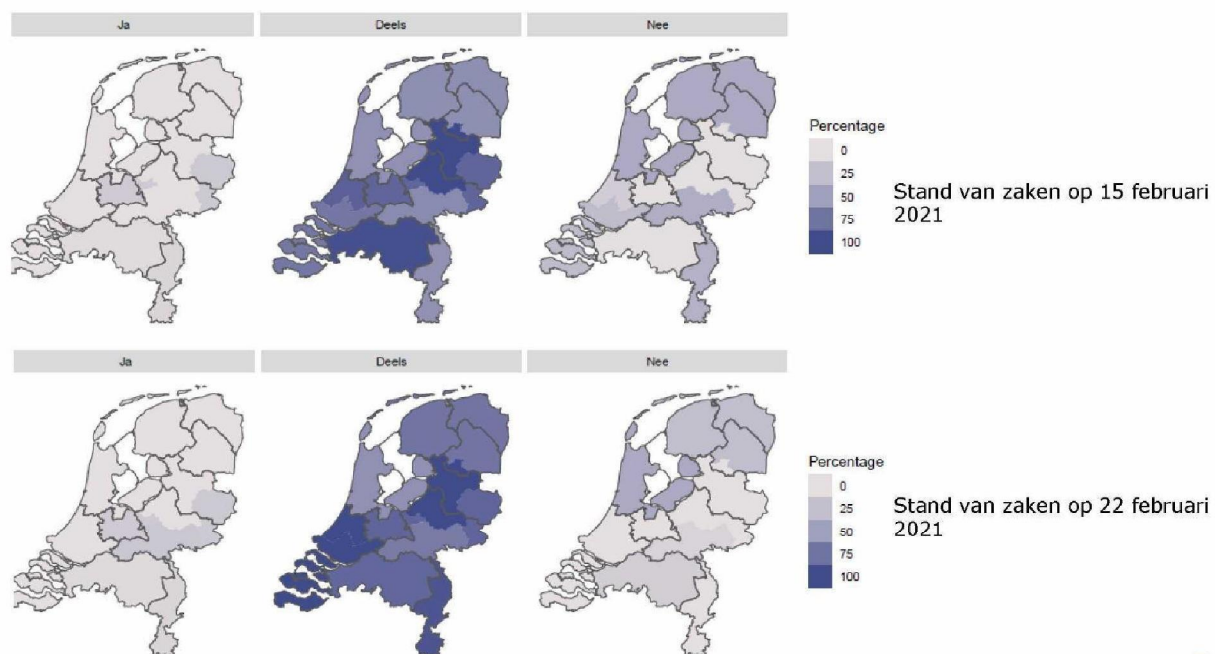 Ja
Deels
Nee
Percentage
0
25
50
75
100
Stand van zaken op 15 februari
2021
Ja
Deels
Nee
Percentage
0
25
50
75
100
Stand van zaken op 22 februari
2021